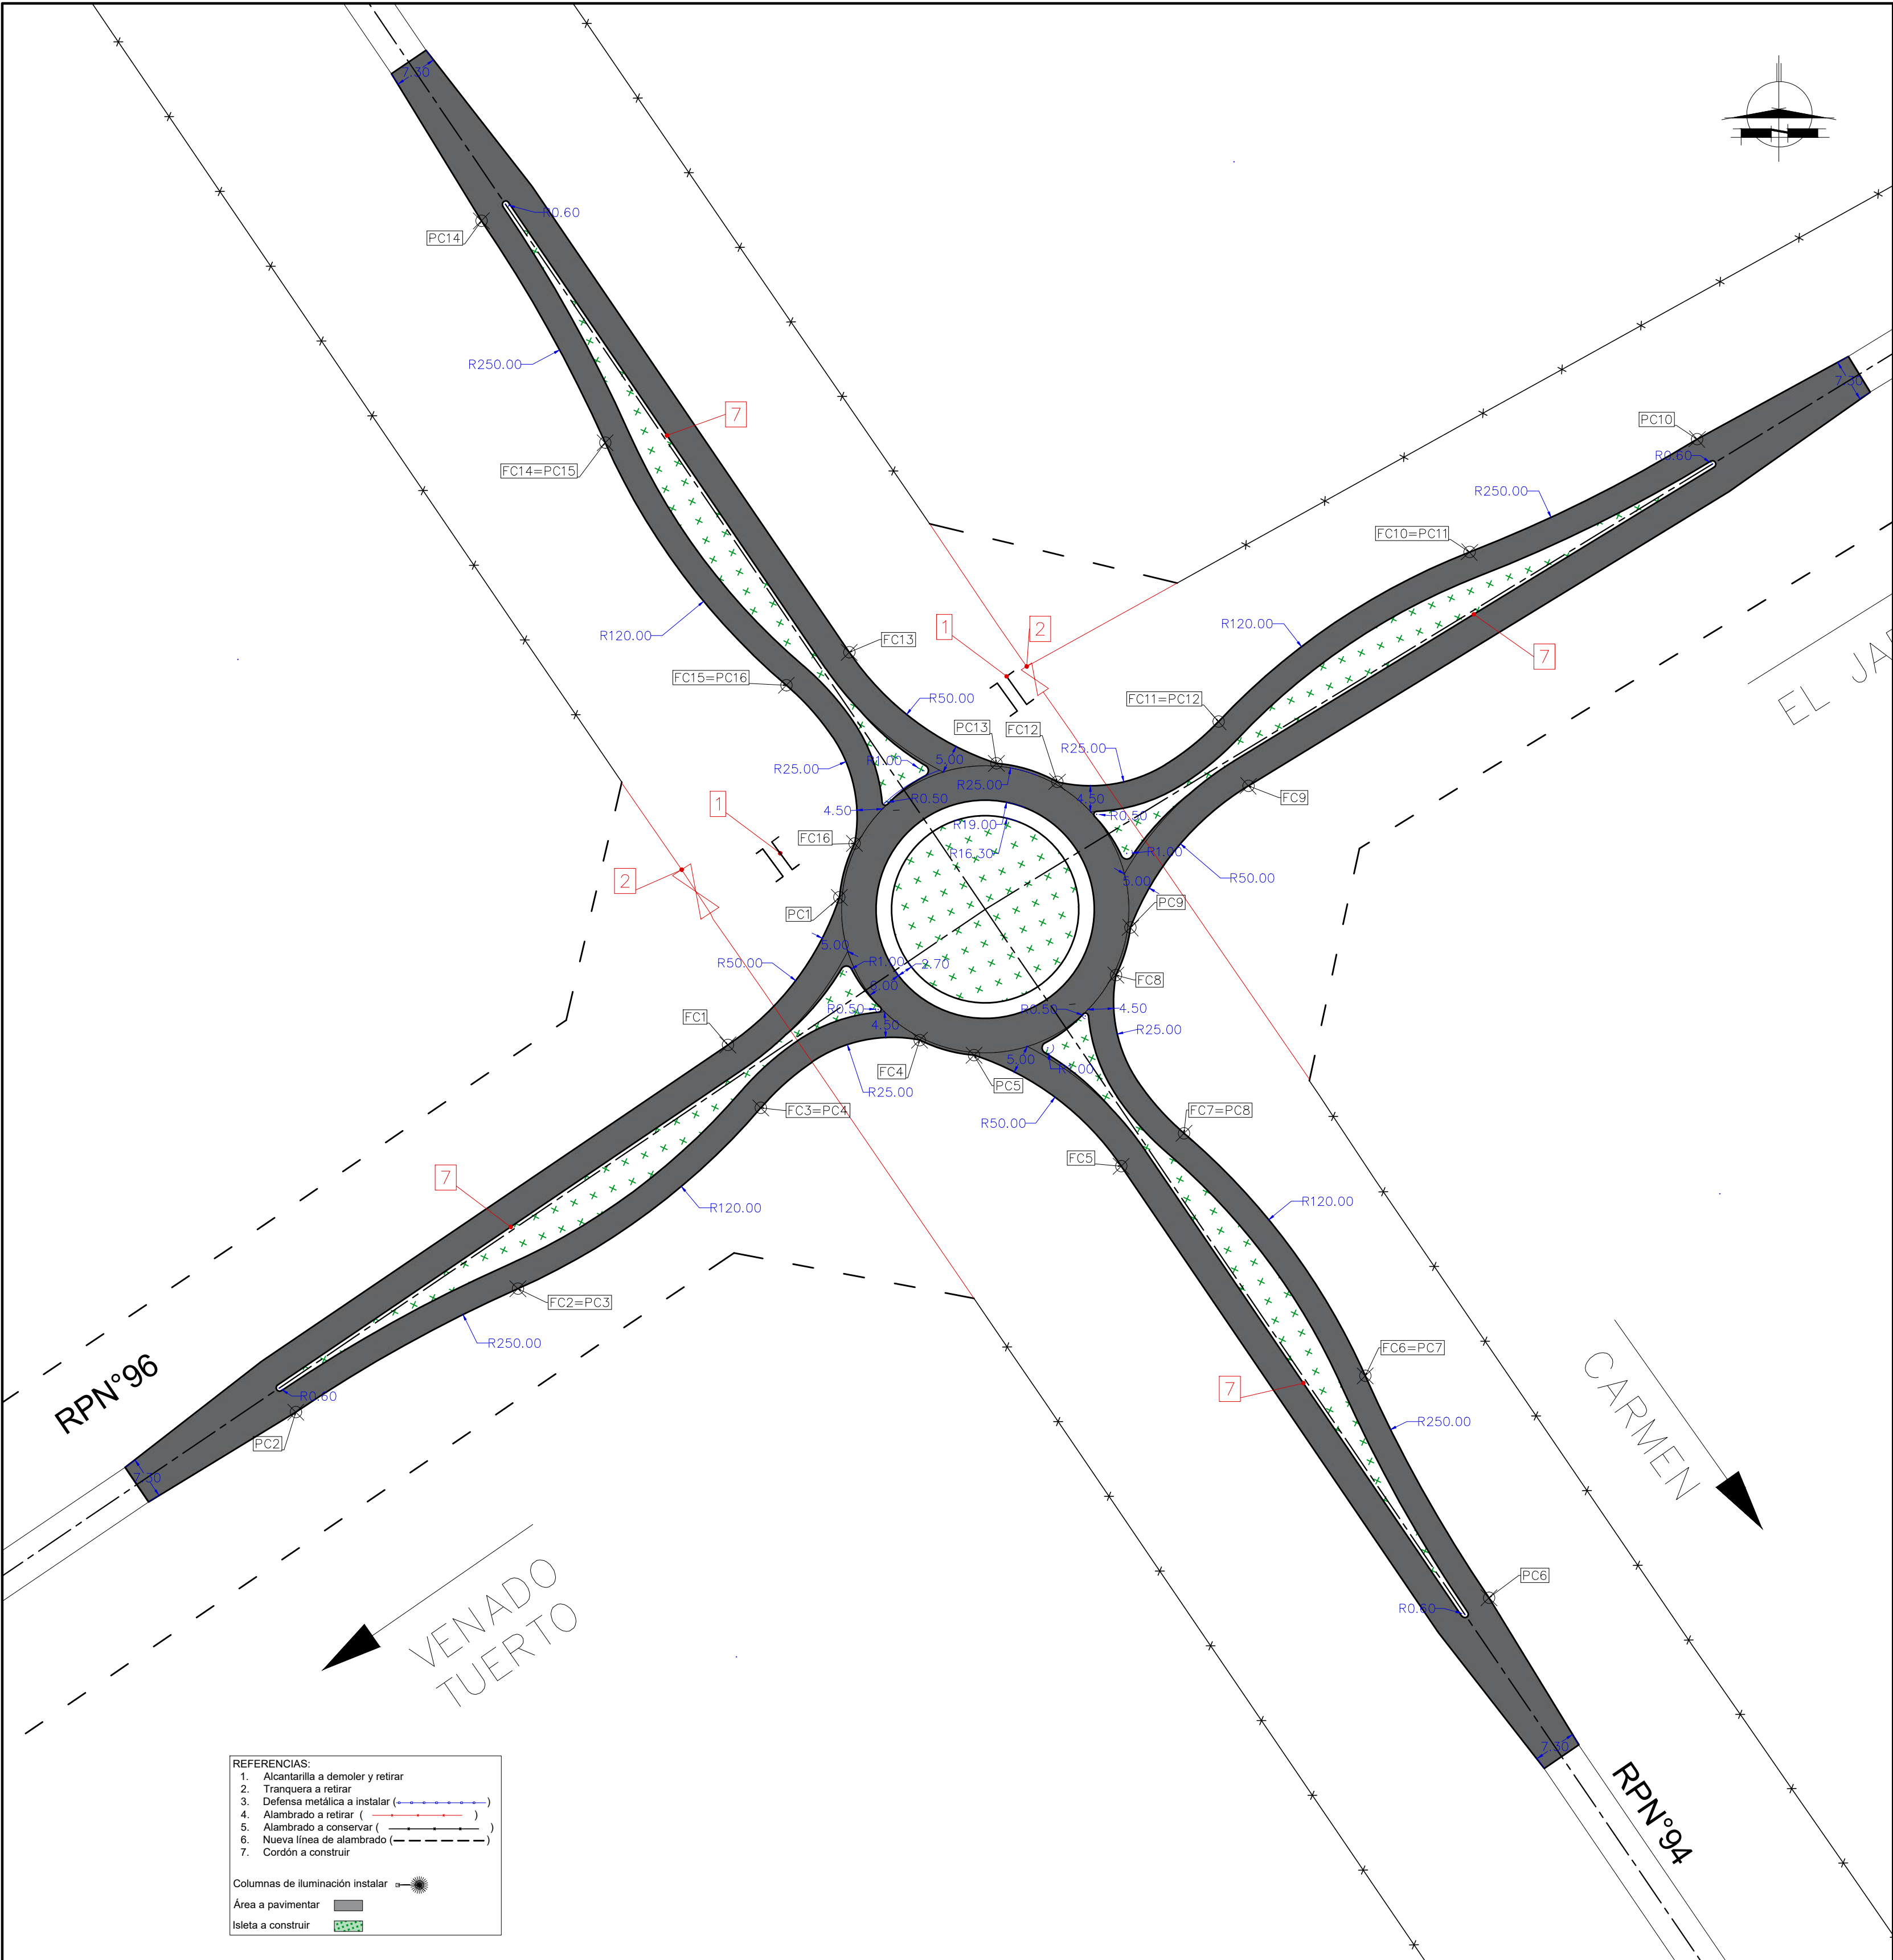 7.30
R0.60
PC14
R250.00
7
FC14=PC15
R120.00
FC13
FC15=PC16
R50.00
1
2
PC13
FC12
R25.00
R1.00
5.00
R25.00
R25.00
4.50
R0.50
4.50
R0.50
R19.00
R16.30
R1.00
FC16
1
2
PC1
PC10
7.30
R0.60
R250.00
FC10=PC11
R120.00
7
FC11=PC12
FC9
R50.00
5.00
PC9
EL
FC8
5.00
R50.00
R1.00
2.70
R0.50
4.50
FC1
FC4
PC5
R25.00
FC3=PC4
R0.50
4.50
R25.00
5.00
R1.00
R50.00
FC7=PC8
FC5
7
R120.00
FC2=PC3
R250.00
R0.60
PC2
7.30
RPN°96
VENADO
TUERTO
R120.00
FC6=PC7
7
R250.00
CARMEN
PC6
R0.60
7.30
RPN°94
REFERENCIAS:
1. Alcantarilla a demoler y retirar
2. Tranquera a retirar
3. Defensa metálica a instalar ( )
4. Alambrado a retirar ( )
5. Alambrado a conservar ( )
6. Nueva línea de alambrado ( )
7. Cordón a construir
Columnas de iluminación instalar
Área a pavimentar
Isleta a construir